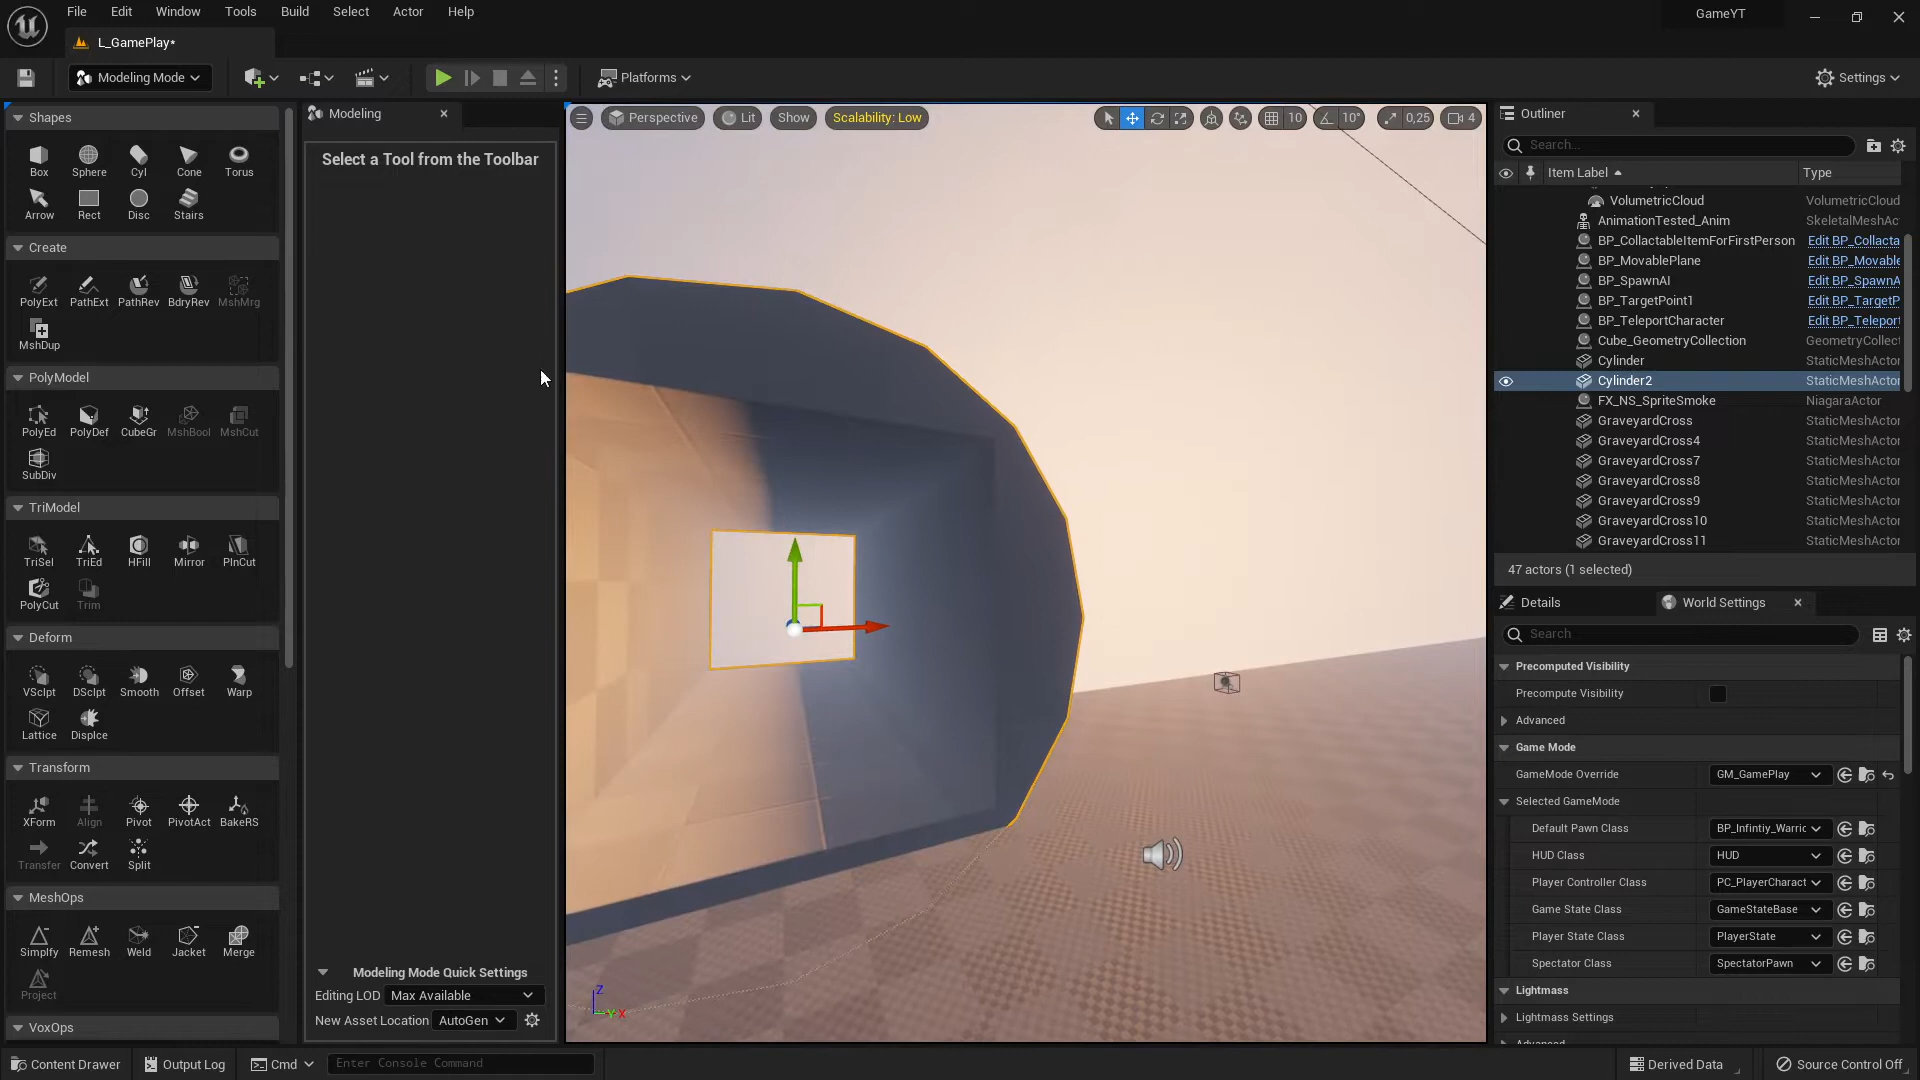 File Edit Window Tools Build Select Actor Help
GameYT
L_GamePlay*
Modeling Mode
Platforms
Settings
Shapes
Box Sphere Cyl Cone Torus
Arrow Rect Disc Stairs
Create
PolyExt PathExt PathRev BdryRev MshMrg
MshDup
PolyModel
PolyEd PolyDef CubeGr MshBool MshCut
SubDiv
TriModel
TriSel TriEd HFill Mirror PlnCut
PolyCut Trim
Deform
VSclpt DSclpt Smooth Offset Warp
Lattice Displce
Transform
XForm Align Pivot PivotAct BakeRS
Transfer Convert Split
MeshOps
Simplfy Remesh Weld Jacket Merge
Project
VoxOps
Modeling
Select a Tool from the Toolbar
Modeling Mode Quick Settings
Editing LOD Max Available
New Asset Location AutoGen
Perspective Lit Show Scalability: Low
10 10° 0,25 4
Z
Y X
Outliner
Search...
Item Label Type
VolumetricCloud VolumetricCloud
AnimationTested_Anim SkeletalMeshAc
BP_CollactableItemForFirstPerson Edit BP_Collacta
BP_MovablePlane Edit BP_Movable
BP_SpawnAI Edit BP_SpawnA
BP_TargetPoint1 Edit BP_TargetP
BP_TeleportCharacter Edit BP_Teleport
Cube_GeometryCollection GeometryCollec
Cylinder StaticMeshActor
Cylinder2 StaticMeshActor
FX_NS_SpriteSmoke NiagaraActor
GraveyardCross StaticMeshActor
GraveyardCross4 StaticMeshActor
GraveyardCross7 StaticMeshActor
GraveyardCross8 StaticMeshActor
GraveyardCross9 StaticMeshActor
GraveyardCross10 StaticMeshActor
GraveyardCross11 StaticMeshActor
47 actors (1 selected)
Details World Settings
Search
Precomputed Visibility
Precompute Visibility
Advanced
Game Mode
GameMode Override GM_GamePlay
Selected GameMode
Default Pawn Class BP_Infintiy_Warric
HUD Class HUD
Player Controller Class PC_PlayerCharact
Game State Class GameStateBase
Player State Class PlayerState
Spectator Class SpectatorPawn
Lightmass
Lightmass Settings
Advanced
Content Drawer Output Log Cmd Enter Console Command
Derived Data Source Control Off